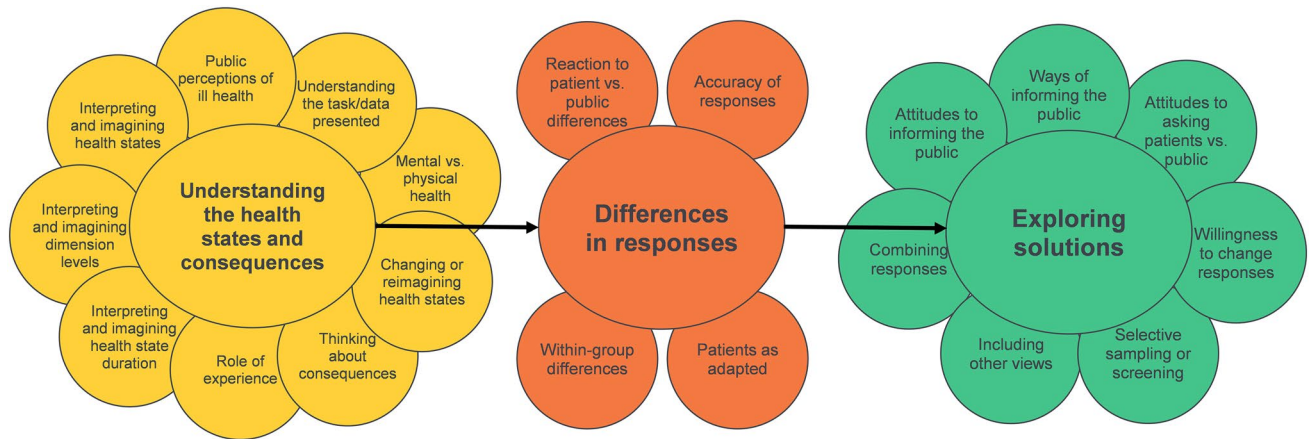 Understanding
the health
states and
consequences
Public
perceptions of
ill health
Understanding
the task/data
presented
Mental vs.
physical health
Changing or
reimagining
health states
Thinking
about
consequences
Role of
experience
Interpreting
and imagining
health state
duration
Interpreting
and imagining
dimension
levels
Interpreting
and imagining
health states
Differences
in responses
Reaction to
patient vs.
public
differences
Accuracy of
responses
Patients as
adapted
Within-group
differences
Exploring
solutions
Ways of
informing the
public
Attitudes to
asking
patients vs.
public
Willingness
to change
responses
Selective
sampling or
screening
Including
other views
Combining
responses
Attitudes to
informing the
public